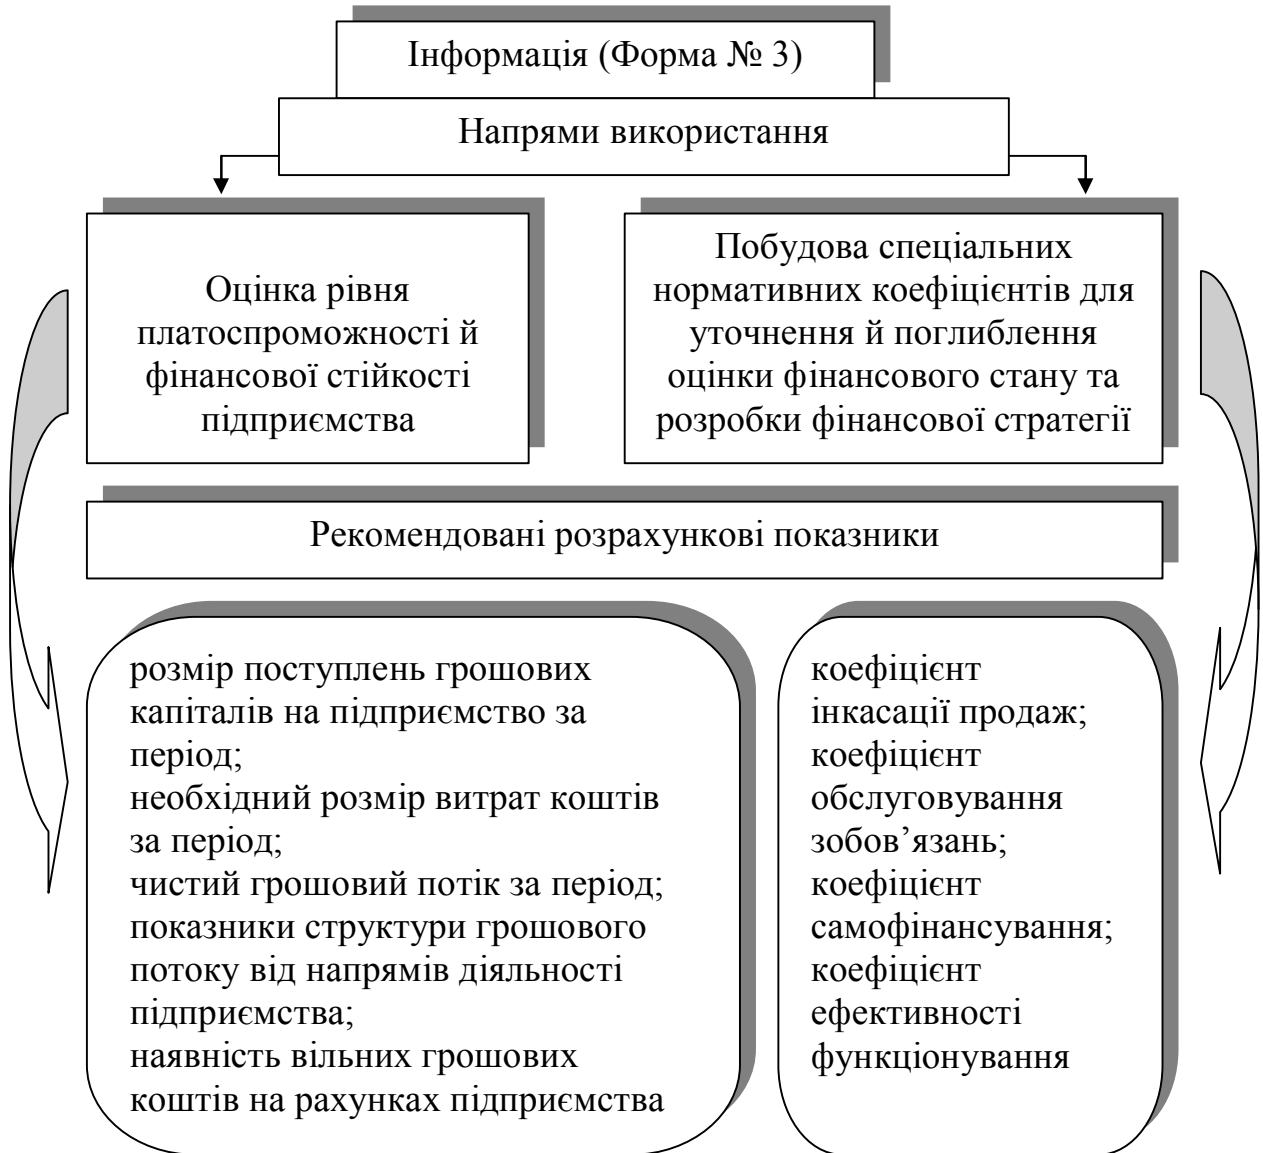 Інформація (Форма № 3)
Напрями використання
Оцінка рівня
платоспроможності й
фінансової стійкості
підприємства
Побудова спеціальних
нормативних коефіцієнтів для
уточнення й поглиблення
оцінки фінансового стану та
розробки фінансової стратегії
Рекомендовані розрахункові показники
розмір поступлень грошових
капіталів на підприємство за
період;
необхідний розмір витрат коштів
за період;
чистий грошовий потік за період;
показники структури грошового
потоку від напрямів діяльності
підприємства;
наявність вільних грошових
коштів на рахунках підприємства
коефіцієнт
інкасації продаж;
коефіцієнт
обслуговування
зобов’язань;
коефіцієнт
самофінансування;
коефіцієнт
ефективності
функціонування